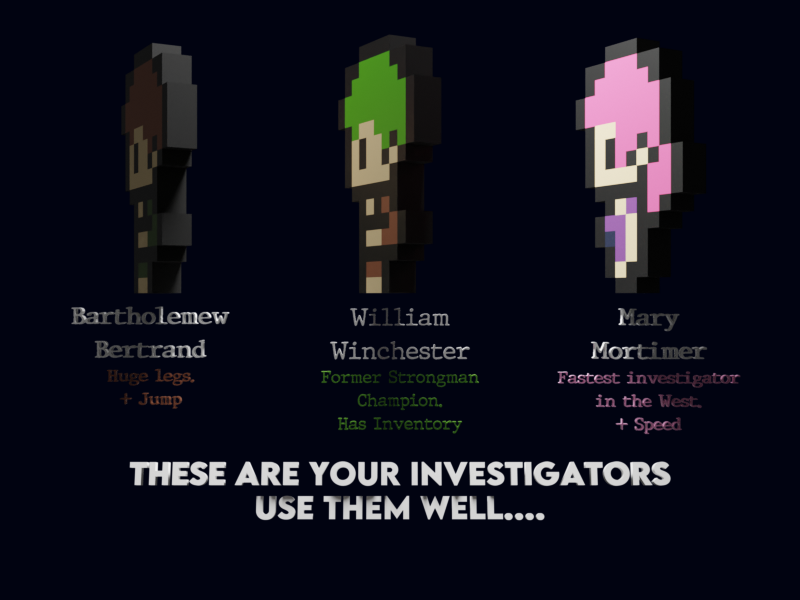 Bartholemew
Bertrand
Huge legs.
+ Jump
William
Winchester
Former Strongman
Champion.
Has Inventory
Mary
Mortimer
Fastest investigator
in the West.
+ Speed
THESE ARE YOUR INVESTIGATORS
USE THEM WELL....